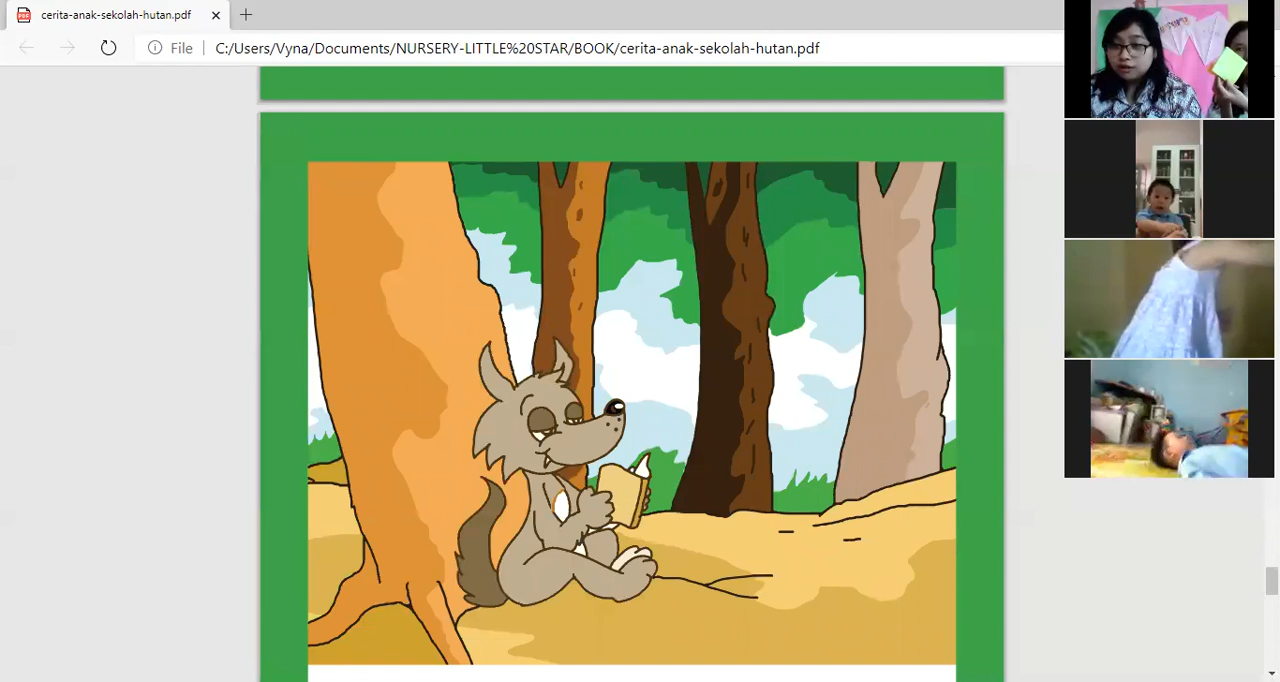 cerita-anak-sekolah-hutan.pdf
File
C:/Users/Vyna/Documents/NURSERY-LITTLE%20STAR/BOOK/cerita-anak-sekolah-hutan.pdf